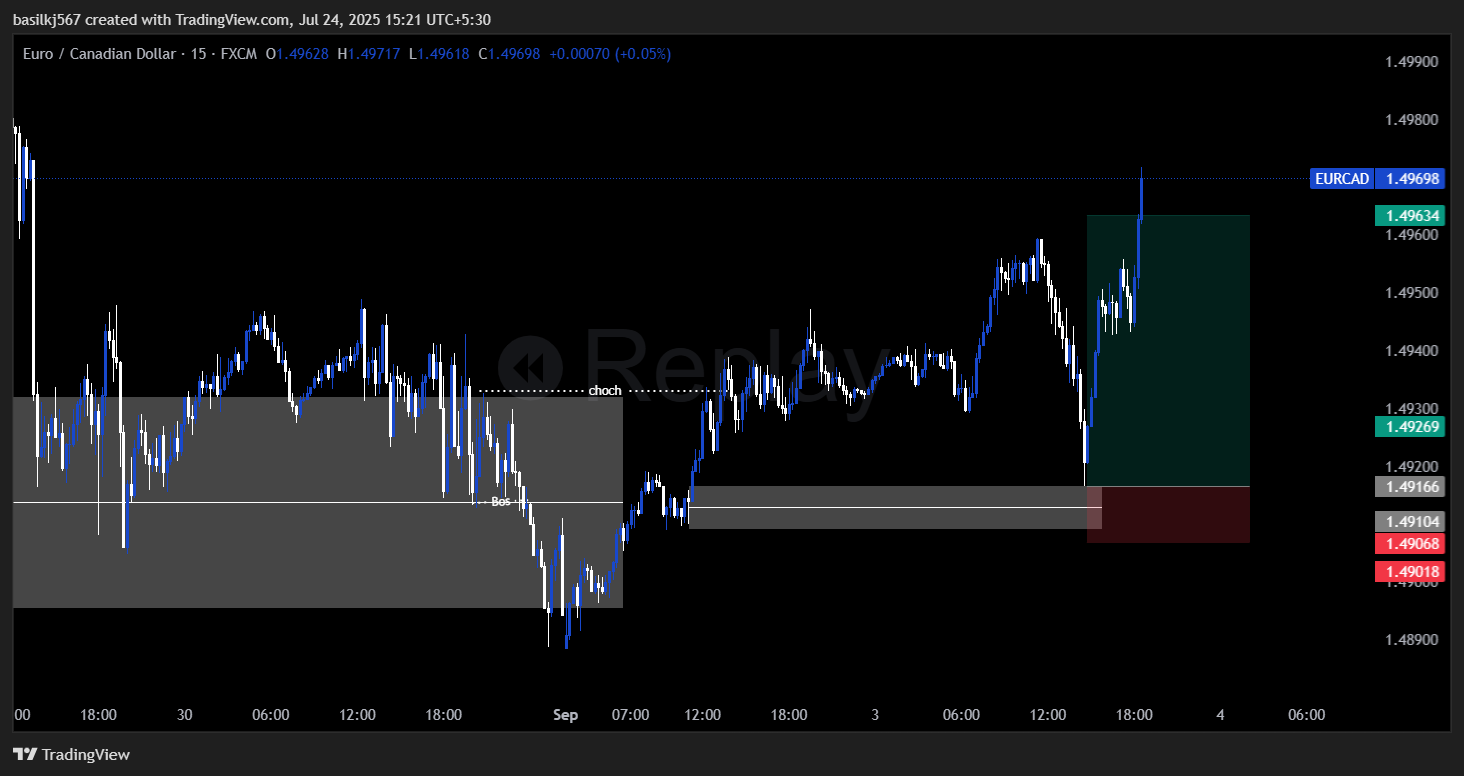 basilkj567 created with TradingView.com, Jul 24, 2025 15:21 UTC+5:30
Euro / Canadian Dollar · 15 · FXCM O1.49628 H1.49717 L1.49618 C1.49698 +0.00070 (+0.05%)
1.49900
1.49800
EURCAD 1.49698
1.49634
1.49600
1.49500
Replay
1.49400
choch
1.49300
1.49269
1.49200
1.49166
Bos
1.49104
1.49068
1.49018
1.49000
1.48900
00 18:00 30 06:00 12:00 18:00 Sep 07:00 12:00 18:00 3 06:00 12:00 18:00 4 06:00
TradingView